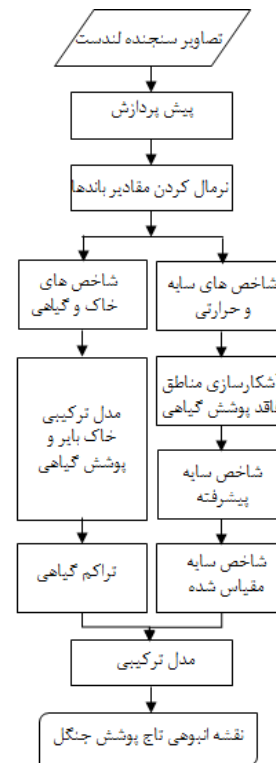 تصاویر سنجنده لندست
پیش پردازش
نرمال کردن مقادیر باندها
شاخص های
خاک و گیاهی
شاخص های سایه
و حرارتی
مدل ترکیبی
خاک بایر و
پوشش گیاهی
آشکارسازی مناطق
فاقد پوشش گیاهی
شاخص سایه
پیشرفته
تراکم گیاهی
شاخص سایه
مقیاس شده
مدل ترکیبی
نقشه انبوهی تاج پوشش جنگل